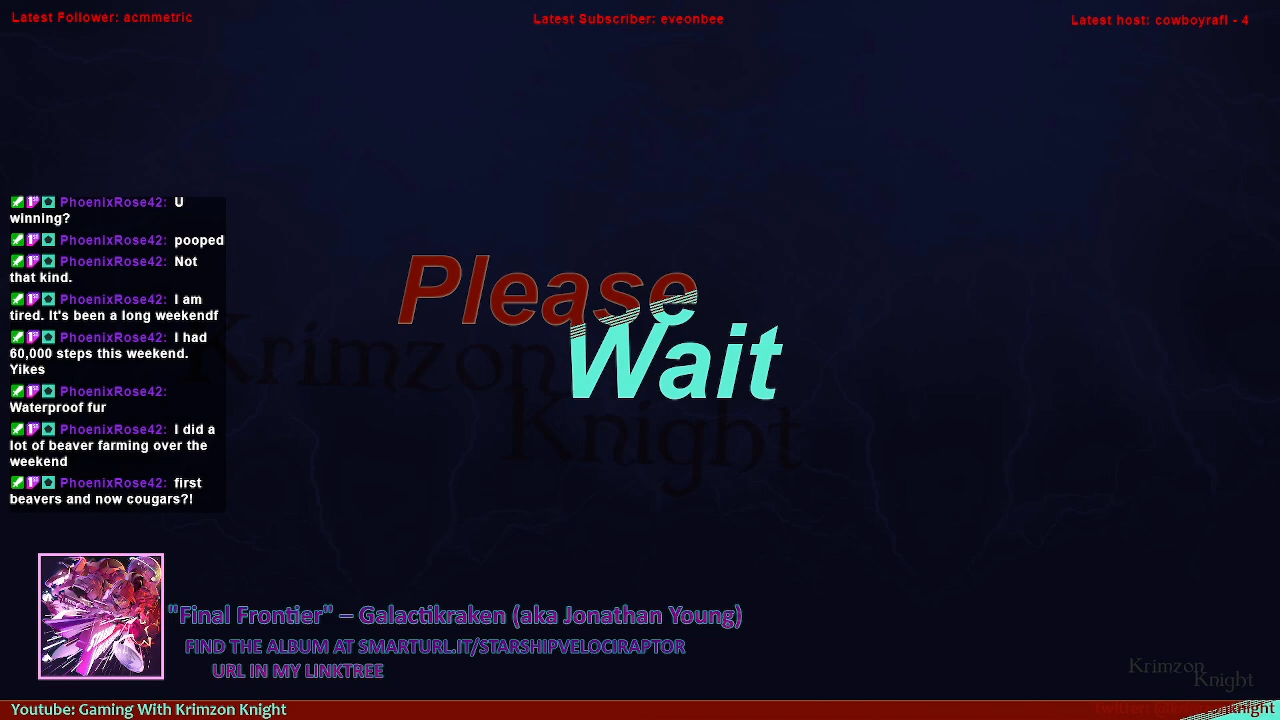 Latest Follower: acmmetric
Latest Subscriber: eveonbee
Latest host: cowboyrafl - 4
PhoenixRose42: U
winning?
PhoenixRose42: pooped
PhoenixRose42: Not
that kind.
PhoenixRose42: I am
tired. It's been a long weekendf
PhoenixRose42: I had
60,000 steps this weekend.
Yikes
PhoenixRose42:
Waterproof fur
PhoenixRose42: I did a
lot of beaver farming over the
weekend
PhoenixRose42: first
beavers and now cougars?!
Please
Wait
Krimzon
Knight
"Final Frontier" – Galactikraken (aka Jonathan Young)
FIND THE ALBUM AT SMARTURL.IT/STARSHIPVELOCIRAPTOR
URL IN MY LINKTREE
Krimzon
Knight
Youtube: Gaming With Krimzon Knight
Twitter: